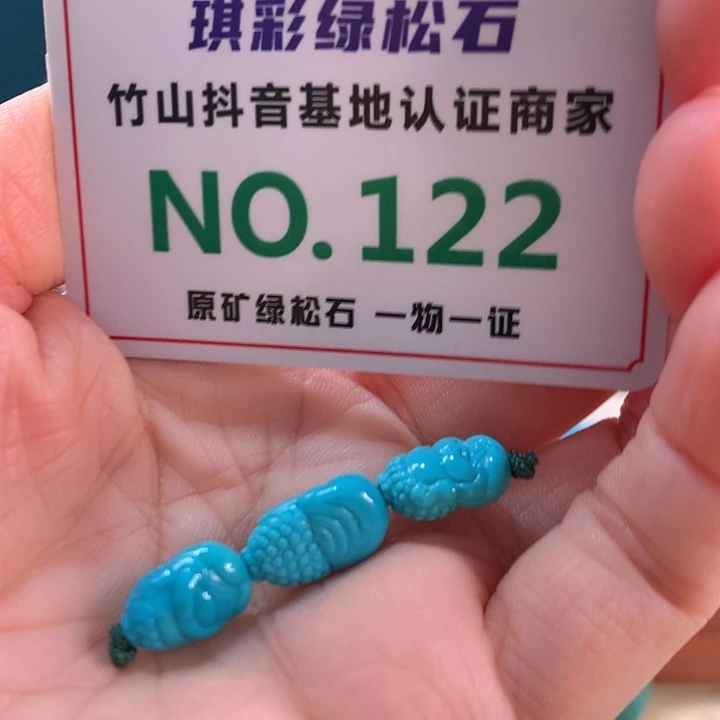 琪彩绿松石
竹山抖音基地认证商家
NO.122
原矿绿松石 一物一证